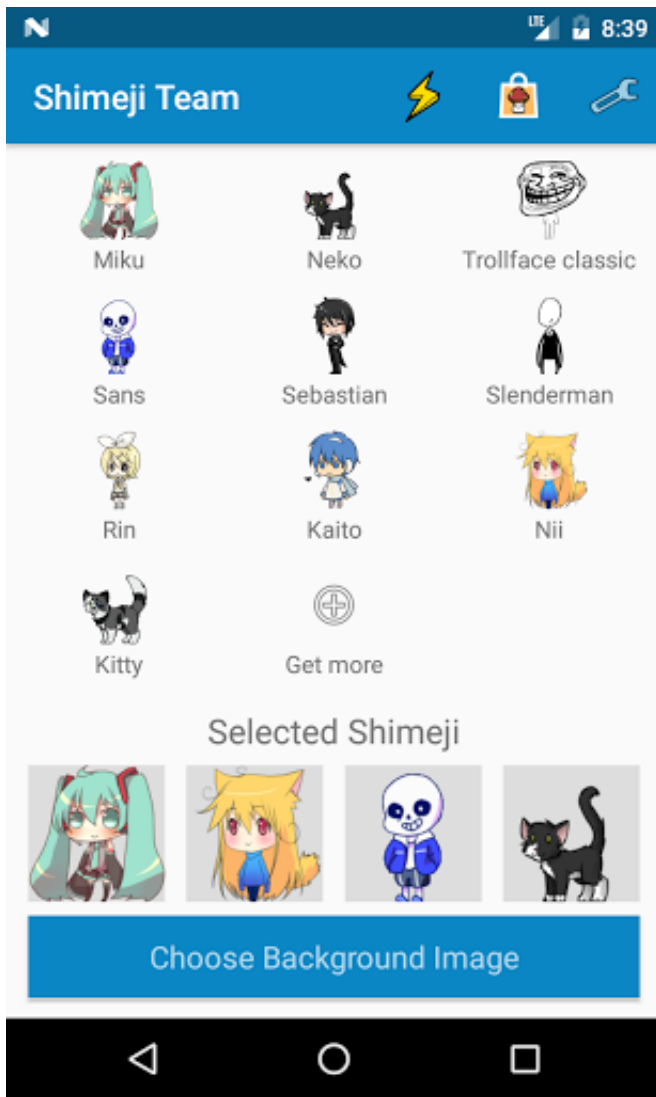 LTE 8:39
Shimeji Team
Miku Neko Trollface classic
Sans Sebastian Slenderman
Rin Kaito Nii
Kitty Get more
Selected Shimeji
Choose Background Image